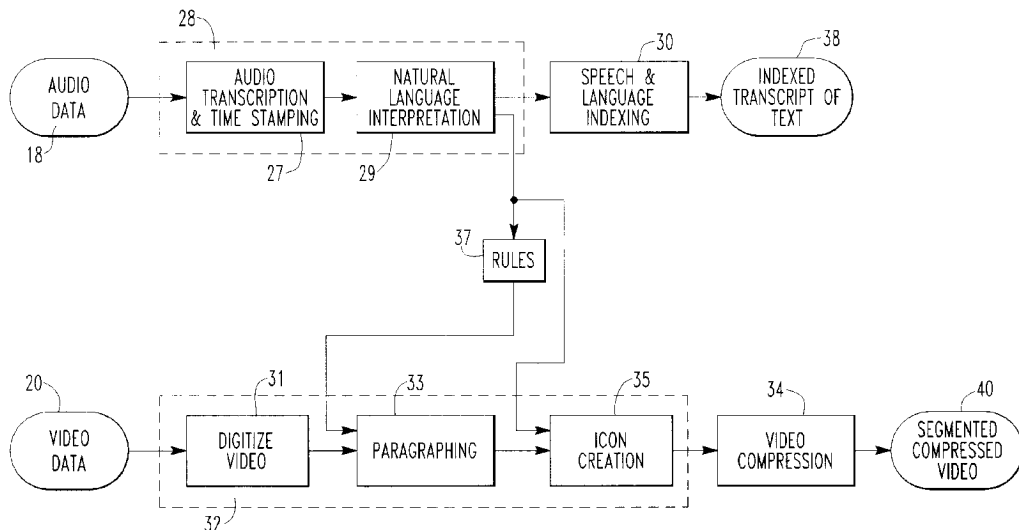 28
30
38
AUDIO
DATA
18
AUDIO
TRANSCRIPTION
& TIME STAMPING
27
NATURAL
LANGUAGE
INTERPRETATION
29
SPEECH &
LANGUAGE
INDEXING
INDEXED
TRANSCRIPT OF
TEXT
37
RULES
20
31
33
35
34
40
VIDEO
DATA
DIGITIZE
VIDEO
PARAGRAPHING
ICON
CREATION
VIDEO
COMPRESSION
SEGMENTED
COMPRESSED
VIDEO
32